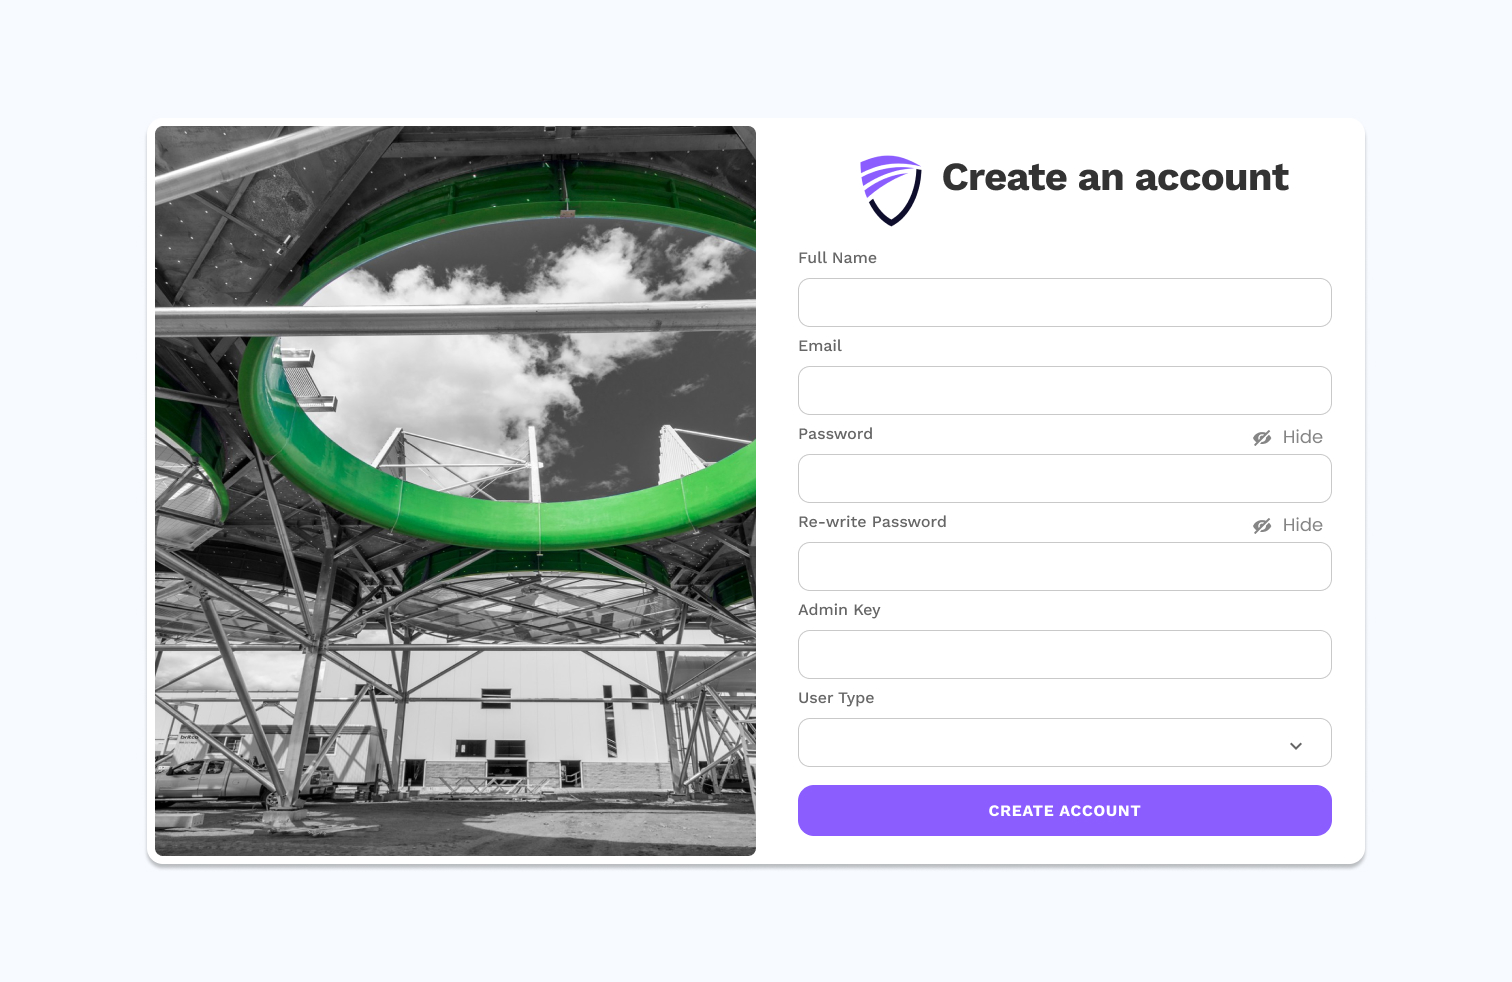 Create an account
Full Name
Email
Password
Hide
Re-write Password
Hide
Admin Key
User Type
CREATE ACCOUNT